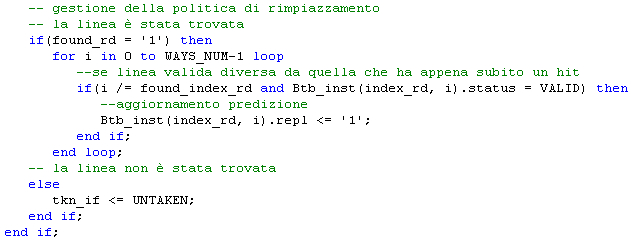 -- gestione della politica di rimpiazzamento
-- la linea è stata trovata
if(found_rd = '1') then
for i in 0 to WAYS_NUM-1 loop
--se linea valida diversa da quella che ha appena subito un hit
if(i /= found_index_rd and Btb_inst(index_rd, i).status = VALID) then
--aggiornamento predizione
Btb_inst(index_rd, i).repl <= '1';
end if;
end loop;
-- la linea non è stata trovata
else
tkn_if <= UNTAKEN;
end if;
end if;